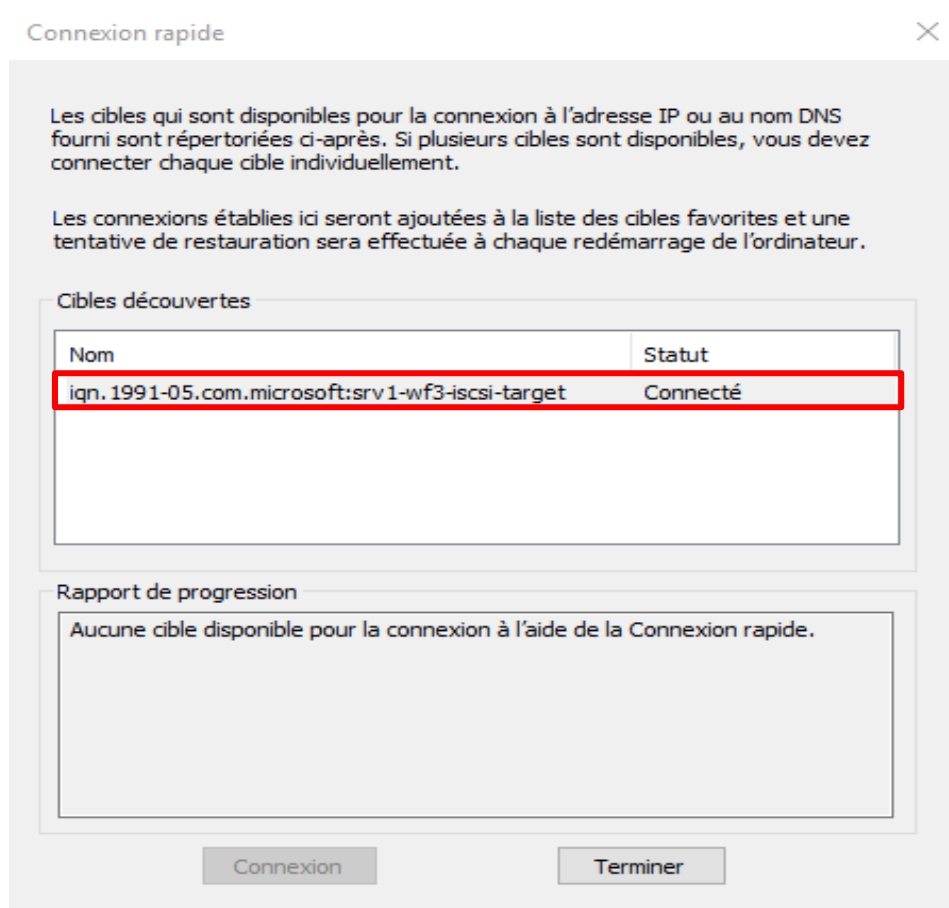 Connexion rapide
Les cibles qui sont disponibles pour la connexion à l'adresse IP ou au nom DNS
fourni sont répertoriées ci-après. Si plusieurs cibles sont disponibles, vous devez
connecter chaque cible individuellement.
Les connexions établies ici seront ajoutées à la liste des cibles favorites et une
tentative de restauration sera effectuée à chaque redémarrage de l'ordinateur.
Cibles découvertes
Nom Statut
iqn.1991-05.com.microsoft:srv1-wf3-iscsi-target Connecté
Rapport de progression
Aucune cible disponible pour la connexion à l'aide de la Connexion rapide.
Connexion Terminer